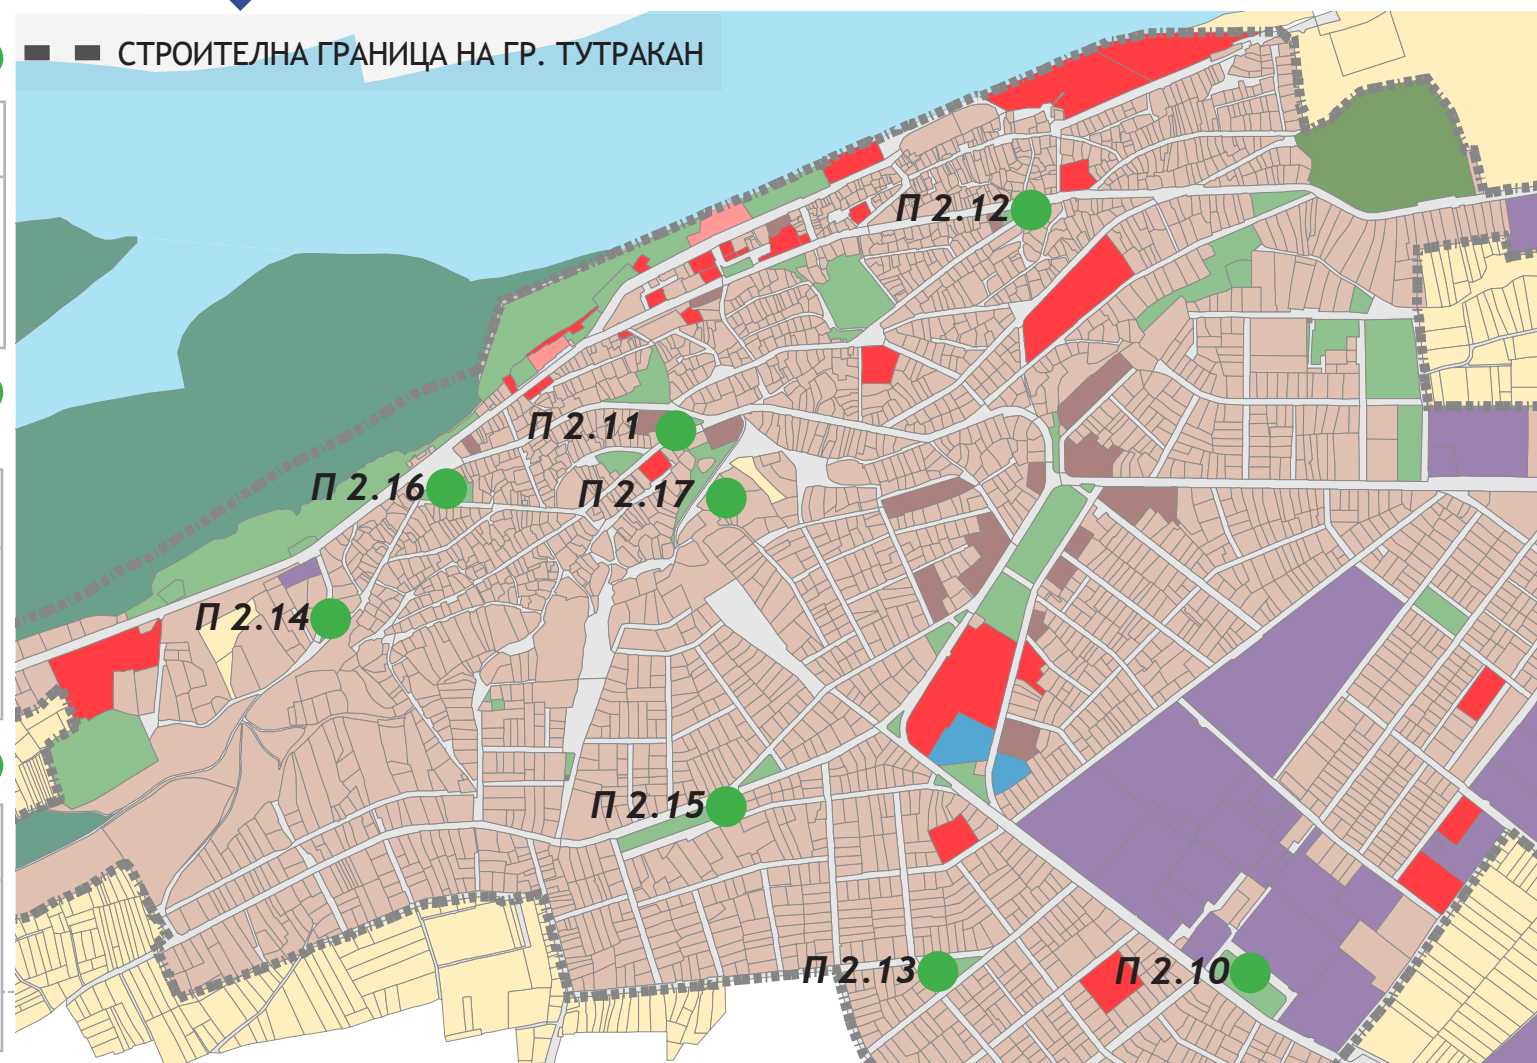 СТРОИТЕЛНА ГРАНИЦА НА ГР. ТУТРАКАН
П 2.12
П 2.11
П 2.16
П 2.17
П 2.14
П 2.15
П 2.13
П 2.10